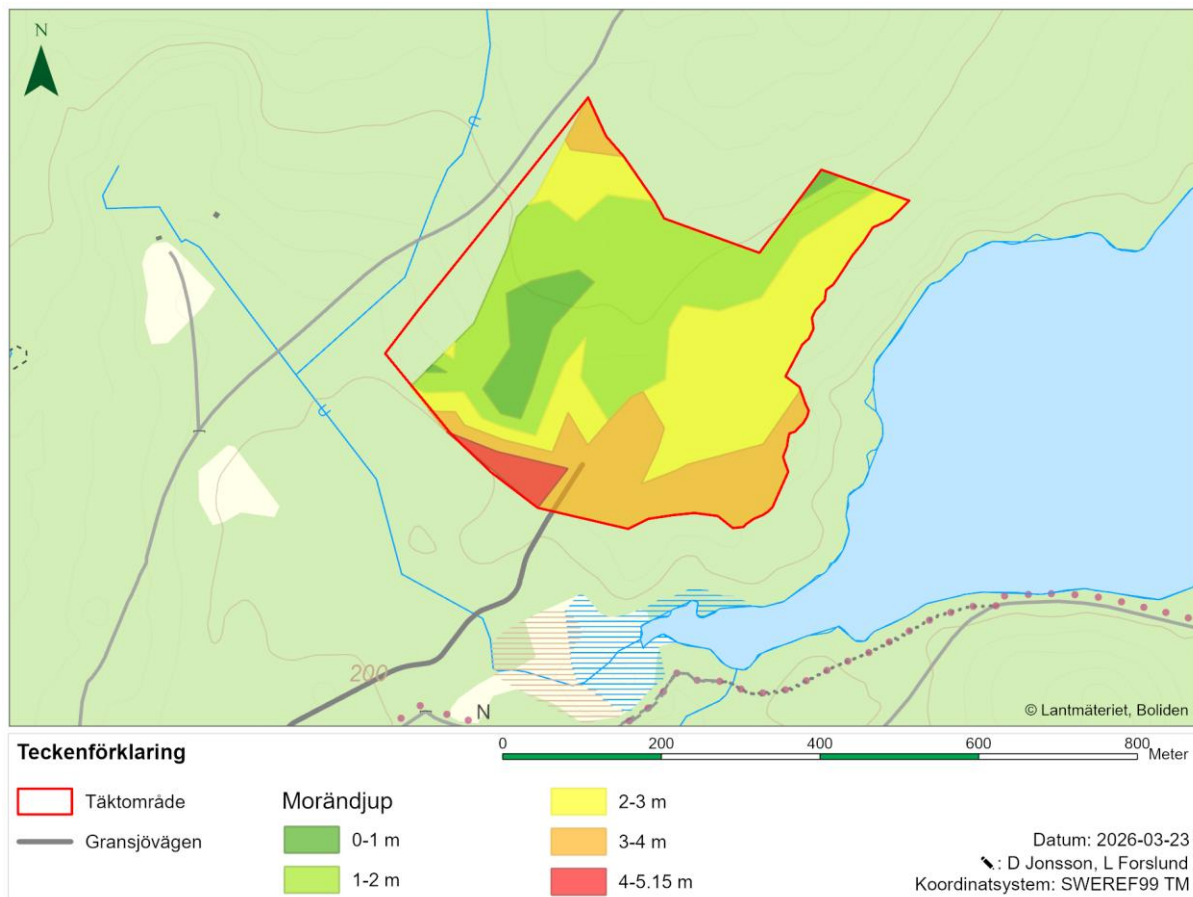 N
200
N
© Lantmäteriet, Boliden
Teckenförklaring
0 200 400 600 800
Meter
Täktområde
Gransjövägen
Morändjup
0-1 m
1-2 m
2-3 m
3-4 m
4-5.15 m
Datum: 2026-03-23
: D Jonsson, L Forslund
Koordinatsystem: SWEREF99 TM